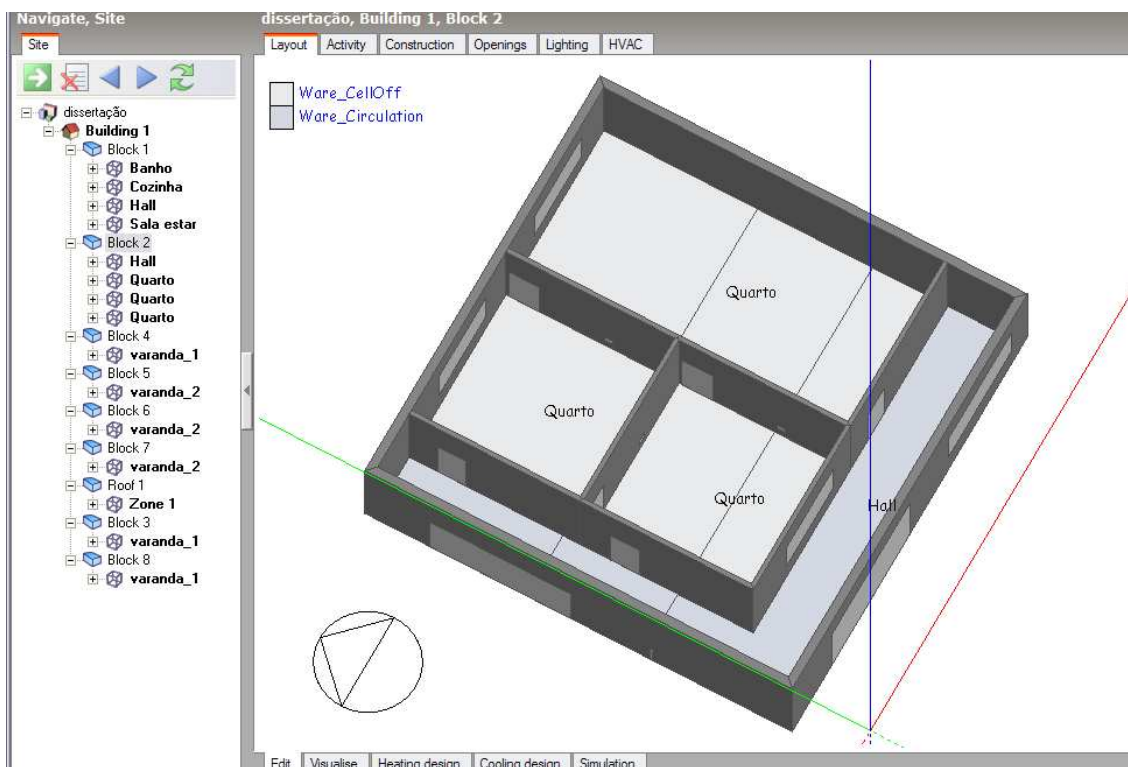 Navigate, Site
Site
dissertação
Building 1
Block 1
Banho
Cozinha
Hall
Sala estar
Block 2
Hall
Quarto
Quarto
Quarto
Block 4
varanda_1
Block 5
varanda_2
Block 6
varanda_2
Block 7
varanda_2
Roof 1
Zone 1
Block 3
varanda_1
Block 8
varanda_1
dissertação, Building 1, Block 2
Layout Activity Construction Openings Lighting HVAC
Ware_CellOff
Ware_Circulation
Quarto
Quarto
Quarto
Hall
Edit Visualise Heating design Cooling design Simulation